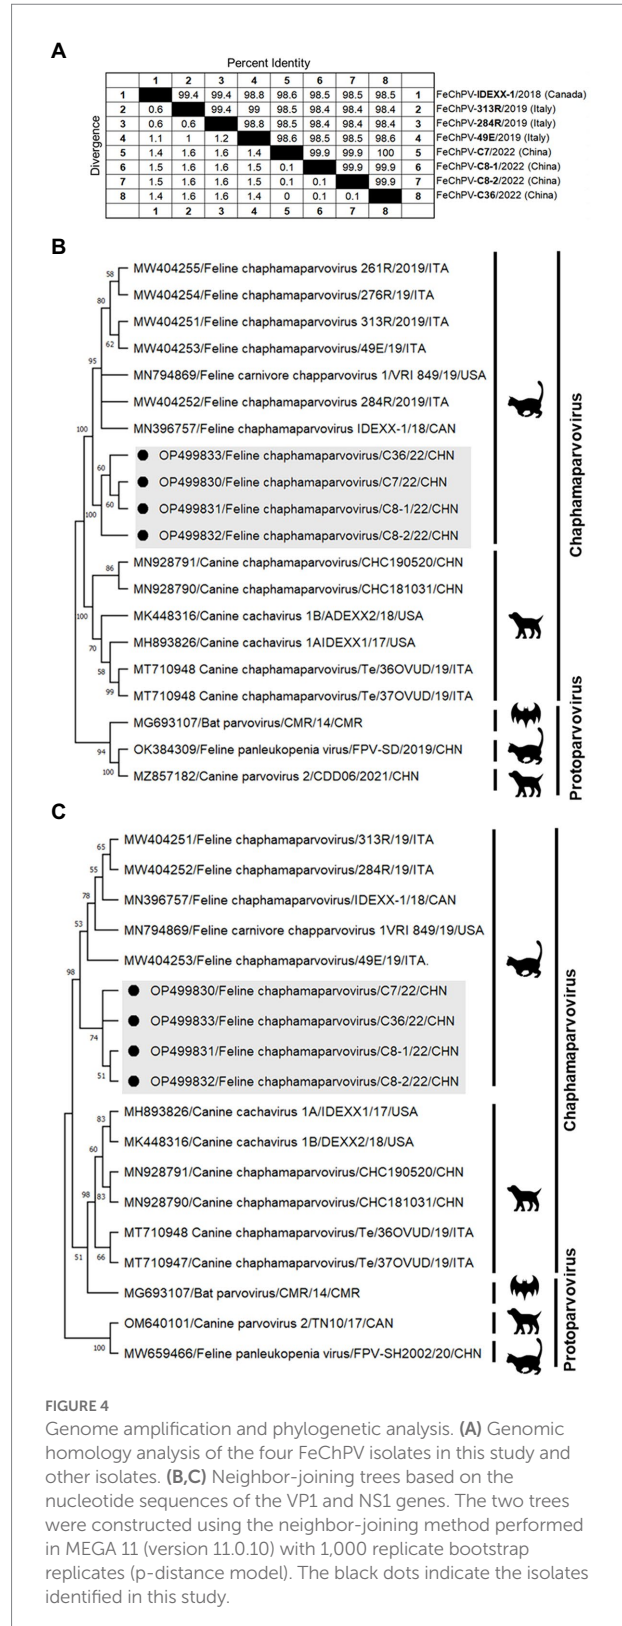 A
Percent Identity
1 2 3 4 5 6 7 8
1 99.4 99.4 98.8 98.6 98.5 98.5 98.5 1 FeChPV-IDEXX-1/2018 (Canada)
2 0.6 99.4 99 98.5 98.4 98.4 98.4 2 FeChPV-313R/2019 (Italy)
3 0.6 0.6 98.8 98.5 98.4 98.4 98.4 3 FeChPV-284R/2019 (Italy)
4 1.1 1 1.2 98.6 98.5 98.5 98.6 4 FeChPV-49E/2019 (Italy)
5 1.4 1.6 1.6 1.4 99.9 99.9 100 5 FeChPV-C7/2022 (China)
6 1.5 1.6 1.6 1.5 0.1 99.9 99.9 6 FeChPV-C8-1/2022 (China)
7 1.5 1.6 1.6 1.5 0.1 0.1 99.9 7 FeChPV-C8-2/2022 (China)
8 1.4 1.6 1.6 1.4 0 0.1 0.1 8 FeChPV-C36/2022 (China)
1 2 3 4 5 6 7 8
Divergence
B
MW404255/Feline chaphamaparvovirus 261R/2019/ITA
58
MW404254/Feline chaphamaparvovirus/276R/19/ITA
80
MW404251/Feline chaphamaparvovirus 313R/2019/ITA
62
MW404253/Feline chaphamaparvovirus/49E/19/ITA
95
MN794869/Feline carnivore chapparvovirus 1/VRI 849/19/USA
MW404252/Feline chaphamaparvovirus 284R/2019/ITA
MN396757/Feline chaphamaparvovirus IDEXX-1/18/CAN
100
OP499833/Feline chaphamaparvovirus/C36/22/CHN
60
OP499830/Feline chaphamaparvovirus/C7/22/CHN
60
OP499831/Feline chaphamaparvovirus/C8-1/22/CHN
100
OP499832/Feline chaphamaparvovirus/C8-2/22/CHN
MN928791/Canine chaphamaparvovirus/CHC190520/CHN
86
MN928790/Canine chaphamaparvovirus/CHC181031/CHN
100
MK448316/Canine cachavirus 1B/ADEXX2/18/USA
MH893826/Canine cachavirus 1AIDEXX1/17/USA
70
MT710948 Canine chaphamaparvovirus/Te/36OVUD/19/ITA
58
MT710948 Canine chaphamaparvovirus/Te/37OVUD/19/ITA
99
MG693107/Bat parvovirus/CMR/14/CMR
OK384309/Feline panleukopenia virus/FPV-SD/2019/CHN
94
MZ857182/Canine parvovirus 2/CDD06/2021/CHN
100
Chaphamaparvovirus
Protoparvovirus
C
MW404251/Feline chaphamaparvovirus/313R/19/ITA
65
MW404252/Feline chaphamaparvovirus/284R/19/ITA
55
MN396757/Feline chaphamaparvovirus/IDEXX-1/18/CAN
78
MN794869/Feline carnivore chapparvovirus 1VRI 849/19/USA
53
MW404253/Feline chaphamaparvovirus/49E/19/ITA.
98
OP499830/Feline chaphamaparvovirus/C7/22/CHN
OP499833/Feline chaphamaparvovirus/C36/22/CHN
74
OP499831/Feline chaphamaparvovirus/C8-1/22/CHN
51
OP499832/Feline chaphamaparvovirus/C8-2/22/CHN
MH893826/Canine cachavirus 1A/IDEXX1/17/USA
83
MK448316/Canine cachavirus 1B/DEXX2/18/USA
60
MN928791/Canine chaphamaparvovirus/CHC190520/CHN
98
83
MN928790/Canine chaphamaparvovirus/CHC181031/CHN
MT710948 Canine chaphamaparvovirus/Te/36OVUD/19/ITA
51
66
MT710947/Canine chaphamaparvovirus/Te/37OVUD/19/ITA
MG693107/Bat parvovirus/CMR/14/CMR
OM640101/Canine parvovirus 2/TN10/17/CAN
100
MW659466/Feline panleukopenia virus/FPV-SH2002/20/CHN
Chaphamaparvovirus
Protoparvovirus
FIGURE 4
Genome amplification and phylogenetic analysis. (A) Genomic
homology analysis of the four FeChPV isolates in this study and
other isolates. (B,C) Neighbor-joining trees based on the
nucleotide sequences of the VP1 and NS1 genes. The two trees
were constructed using the neighbor-joining method performed
in MEGA 11 (version 11.0.10) with 1,000 replicate bootstrap
replicates (p-distance model). The black dots indicate the isolates
identified in this study.